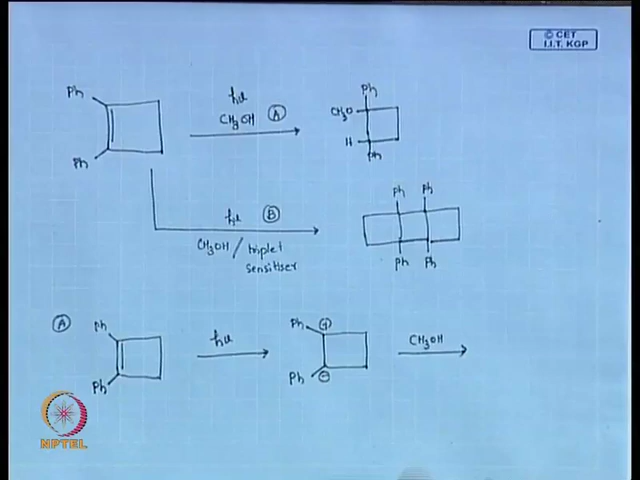 © CET
I.I.T. KGP
Ph
Ph
hν
CH3OH Ⓐ
Ph
CH3O
H
Ph
hν Ⓑ
CH3OH / triplet
sensitser
Ph Ph
Ph Ph
Ⓐ
Ph
Ph
hν
Ph ⊕
Ph ⊖
CH3OH
NPTEL